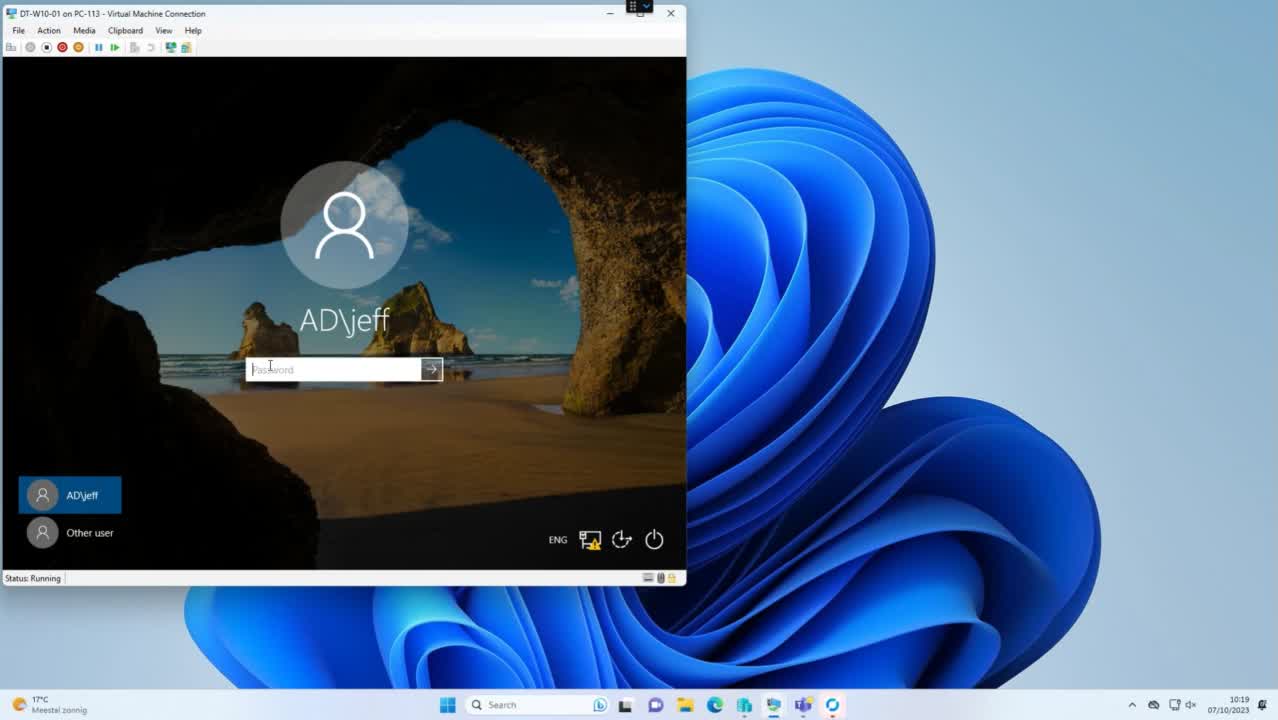 DT-W10-01 on PC-113 - Virtual Machine Connection
File Action Media Clipboard View Help
AD\jeff
Password
AD\jeff
Other user
ENG
Status: Running
17°C
Meestal zonnig
Search
10:19
07/10/2023